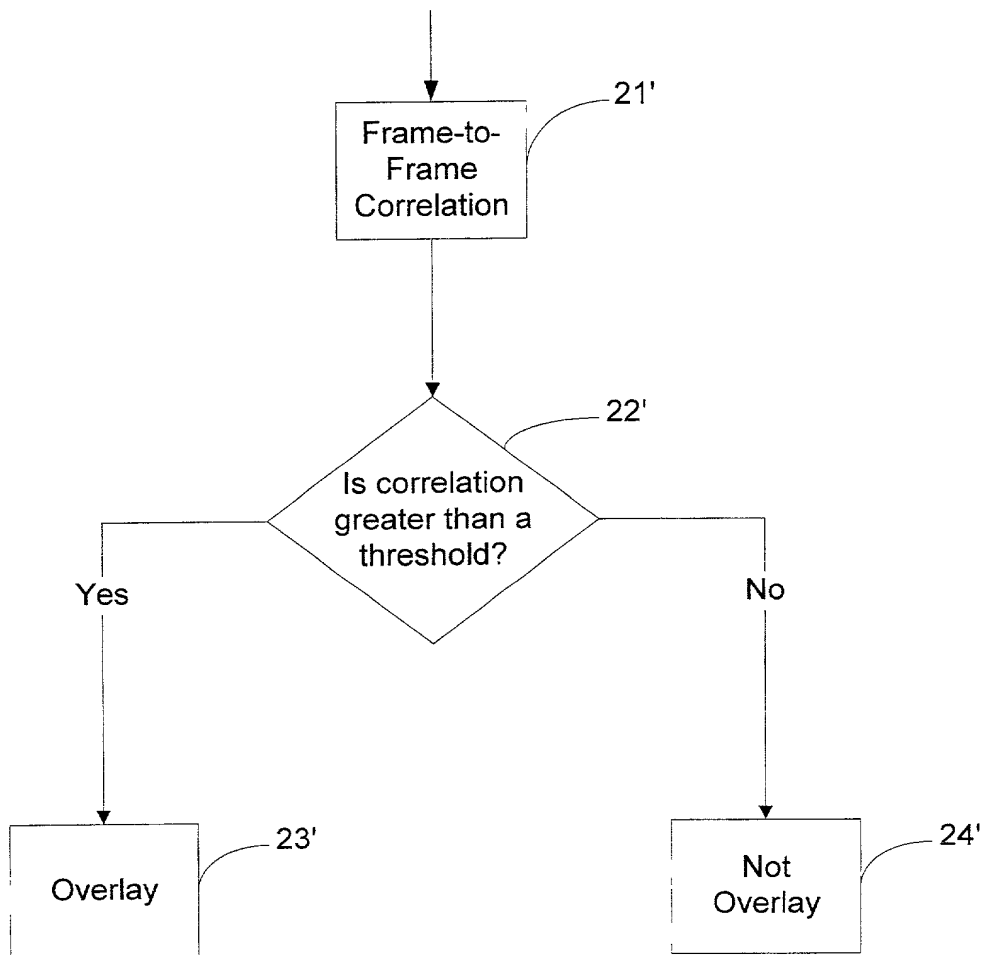 21'
Frame-to-
Frame
Correlation
22'
Is correlation
greater than a
threshold?
Yes
No
23'
Overlay
24'
Not
Overlay